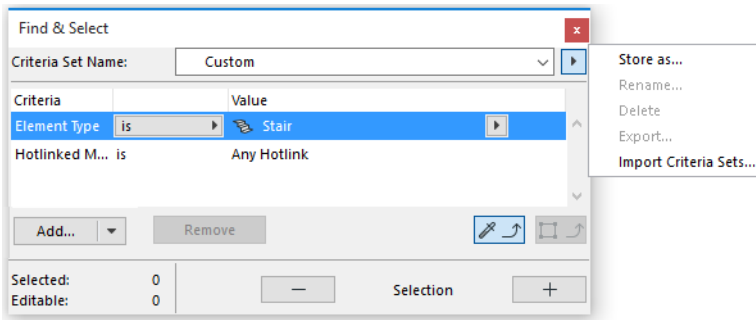 Find & Select
x
Criteria Set Name: Custom
Store as...
Rename...
Delete
Export...
Import Criteria Sets...
Criteria Value
Element Type is Stair
Hotlinked M... is Any Hotlink
Add... Remove
Selected: 0
Editable: 0
— Selection +